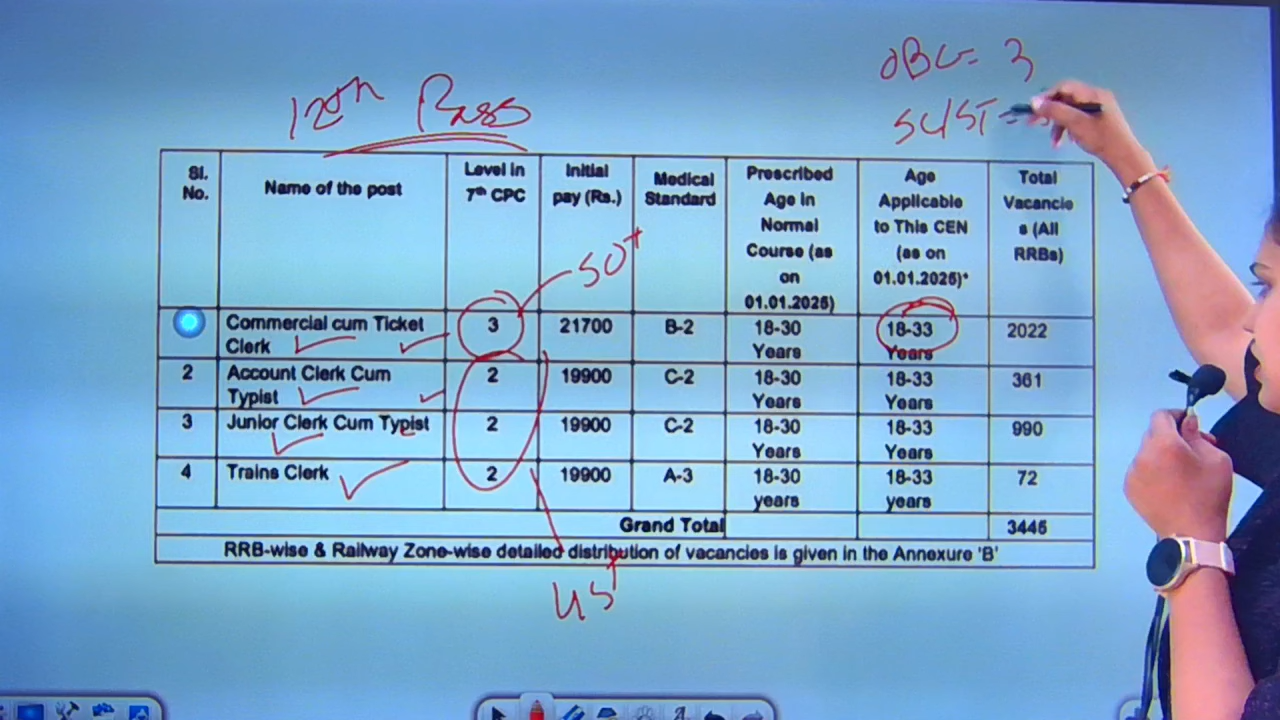 OBC = 3
SC/ST =
12th Pass
Sl. No.
Name of the post
Level in 7th CPC
Initial pay (Rs.)
Medical Standard
Prescribed Age in Normal Course (as on 01.01.2025)
Age Applicable to This CEN (as on 01.01.2025)*
Total Vacancie s (All RRBs)
50+
Commercial cum Ticket Clerk 3 21700 B-2 18-30 Years 18-33 Years 2022
2 Account Clerk Cum Typist 2 19900 C-2 18-30 Years 18-33 Years 361
3 Junior Clerk Cum Typist 2 19900 C-2 18-30 Years 18-33 Years 990
4 Trains Clerk 2 19900 A-3 18-30 years 18-33 years 72
Grand Total 3445
RRB-wise & Railway Zone-wise detailed distribution of vacancies is given in the Annexure 'B'
45+